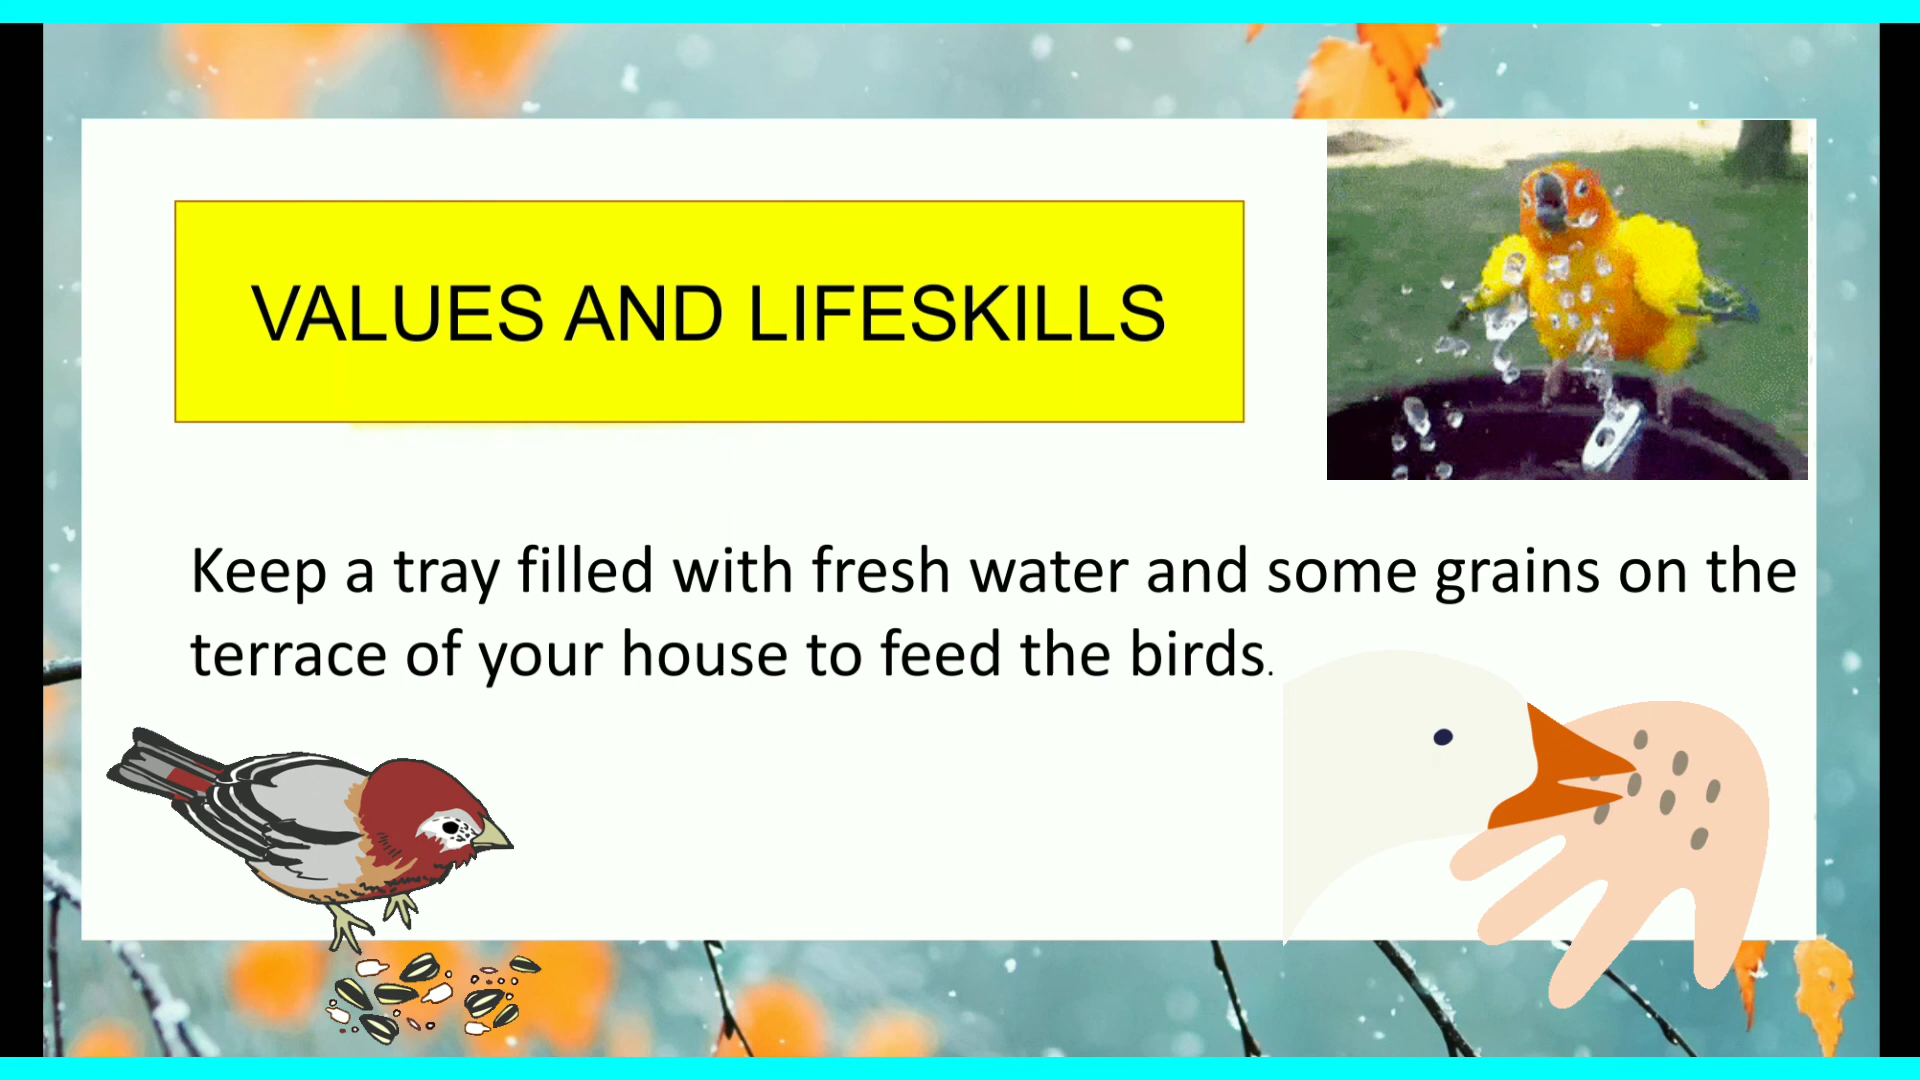 VALUES AND LIFESKILLS
Keep a tray filled with fresh water and some grains on the
terrace of your house to feed the birds.